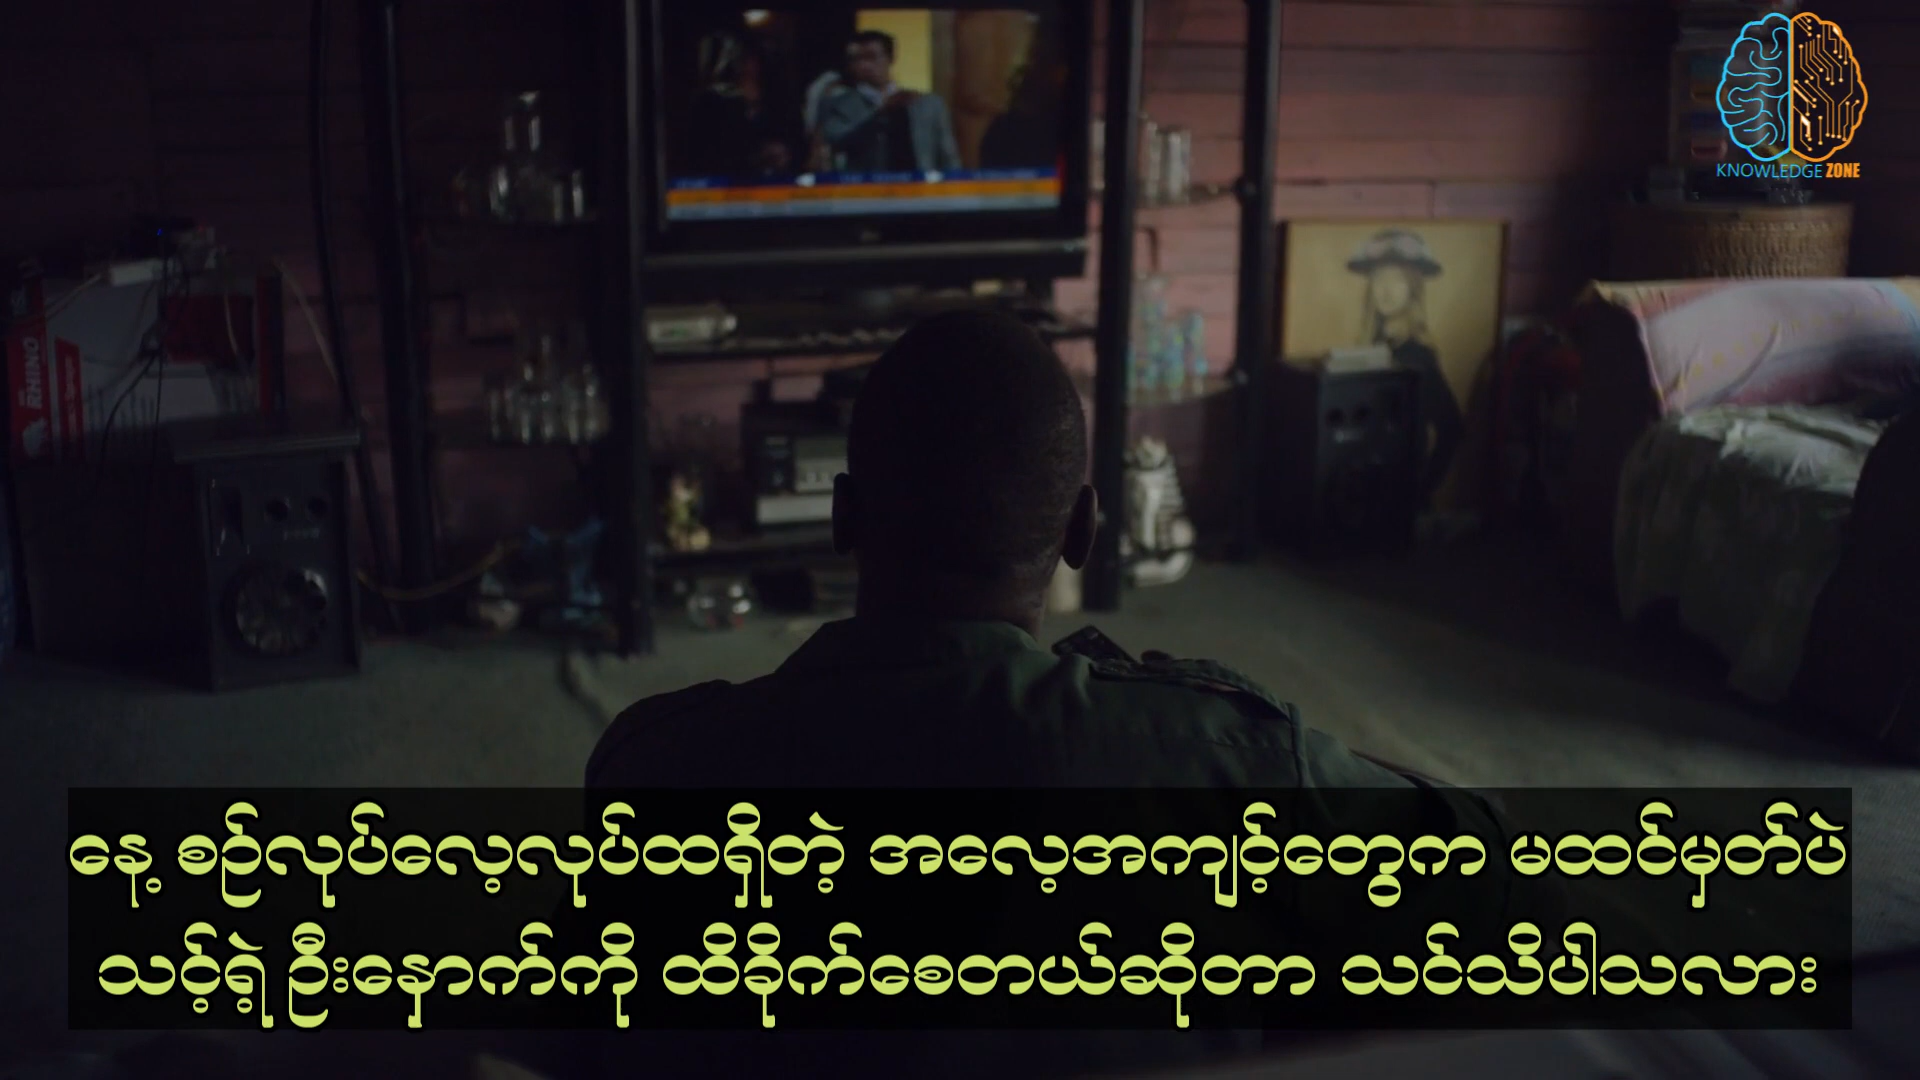 KNOWLEDGE ZONE
RHINO
နေ့ စဉ်လုပ်လေ့လုပ်ထရှိတဲ့ အလေ့အကျင့်တွေက မထင်မှတ်ပဲ
သင့်ရဲ့ ဦးနှောက်ကို ထိခိုက်စေတယ်ဆိုတာ သင်သိပါသလား